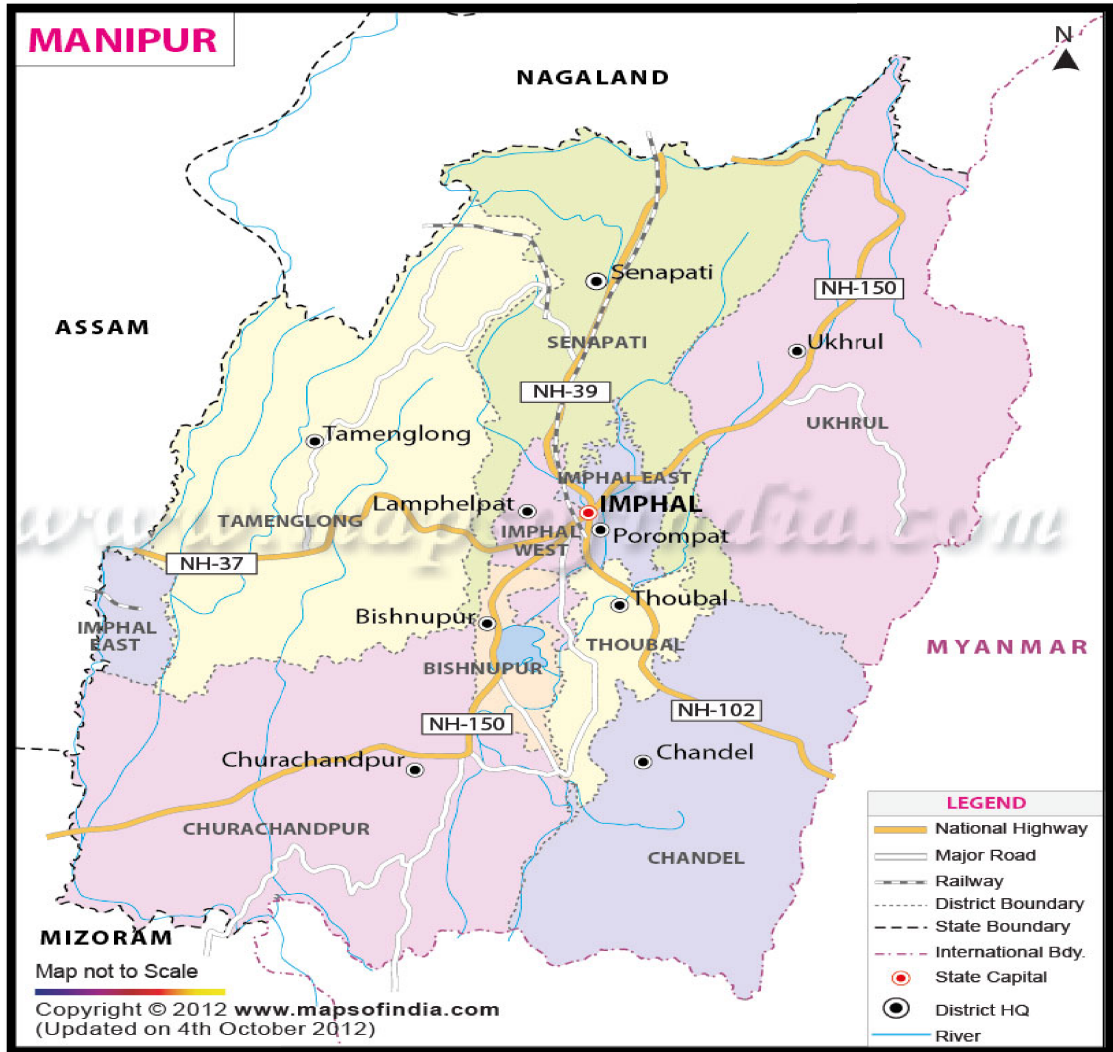 MANIPUR
N
NAGALAND
ASSAM
Senapati
SENAPATI
NH-150
Ukhrul
UKHRUL
NH-39
Tamenglong
TAMENGLONG
IMPHAL EAST
Lamphelpat
IMPHAL
IMPHAL
WEST
Porompat
www.mapsofindia.com
NH-37
IMPHAL
EAST
Bishnupur
BISHNUPUR
Thoubal
THOUBAL
MYANMAR
NH-150
NH-102
Churachandpur
CHURACHANDPUR
Chandel
CHANDEL
MIZORAM
Map not to Scale
Copyright © 2012 www.mapsofindia.com
(Updated on 4th October 2012)
LEGEND
National Highway
Major Road
Railway
District Boundary
State Boundary
International Bdy.
State Capital
District HQ
River